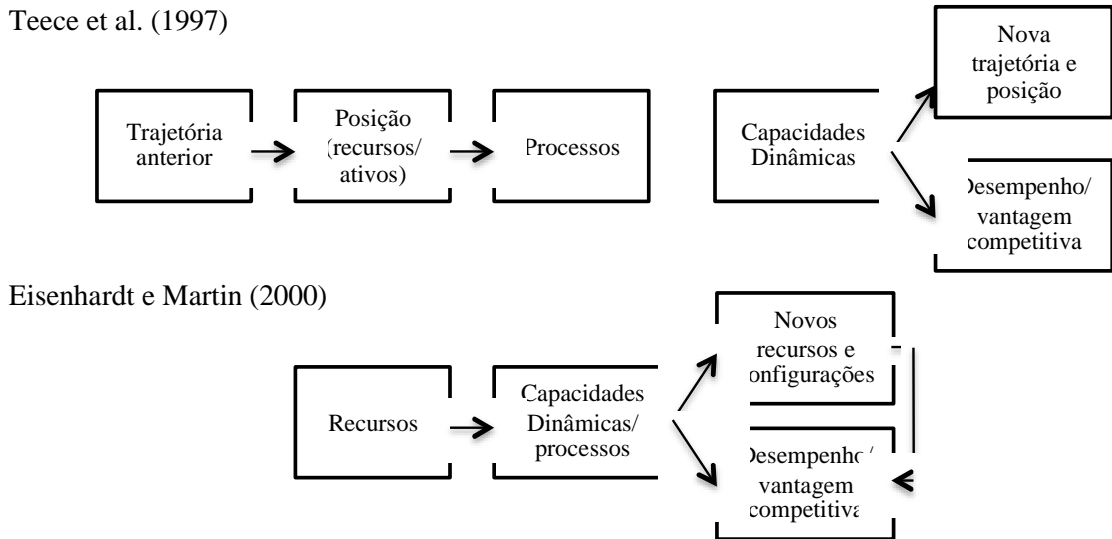 Teece et al. (1997)
Nova
trajetória e
posição
Trajetória
anterior
Posição
(recursos/
ativos)
Processos
Capacidades
Dinâmicas
Desempenho/
vantagem
competitiva
Eisenhardt e Martin (2000)
Novos
recursos e
configurações
Recursos
Capacidades
Dinâmicas/
processos
Desempenho/
vantagem
competitiva